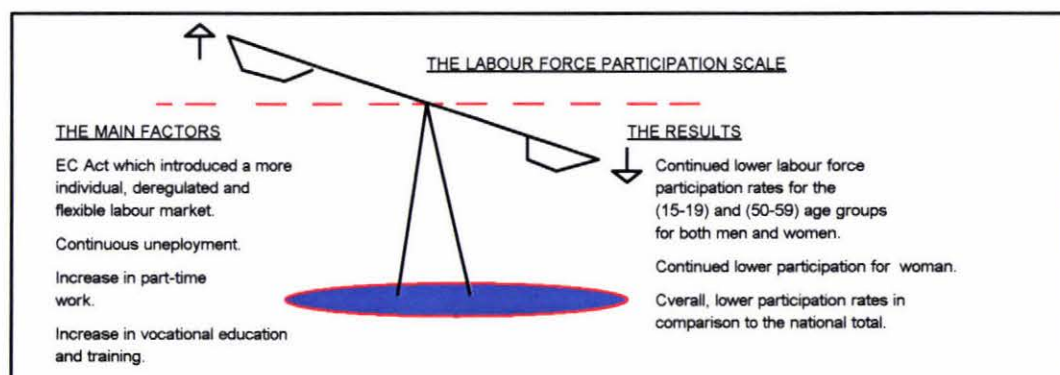 THE LABOUR FORCE PARTICIPATION SCALE
THE MAIN FACTORS
EC Act which introduced a more
individual, deregulated and
flexible labour market.
Continuous uneployment.
Increase in part-time
work.
Increase in vocational education
and training.
THE RESULTS
Continued lower labour force
participation rates for the
(15-19) and (50-59) age groups
for both men and women.
Continued lower participation for woman.
Cverall, lower participation rates in
comparison to the national total.